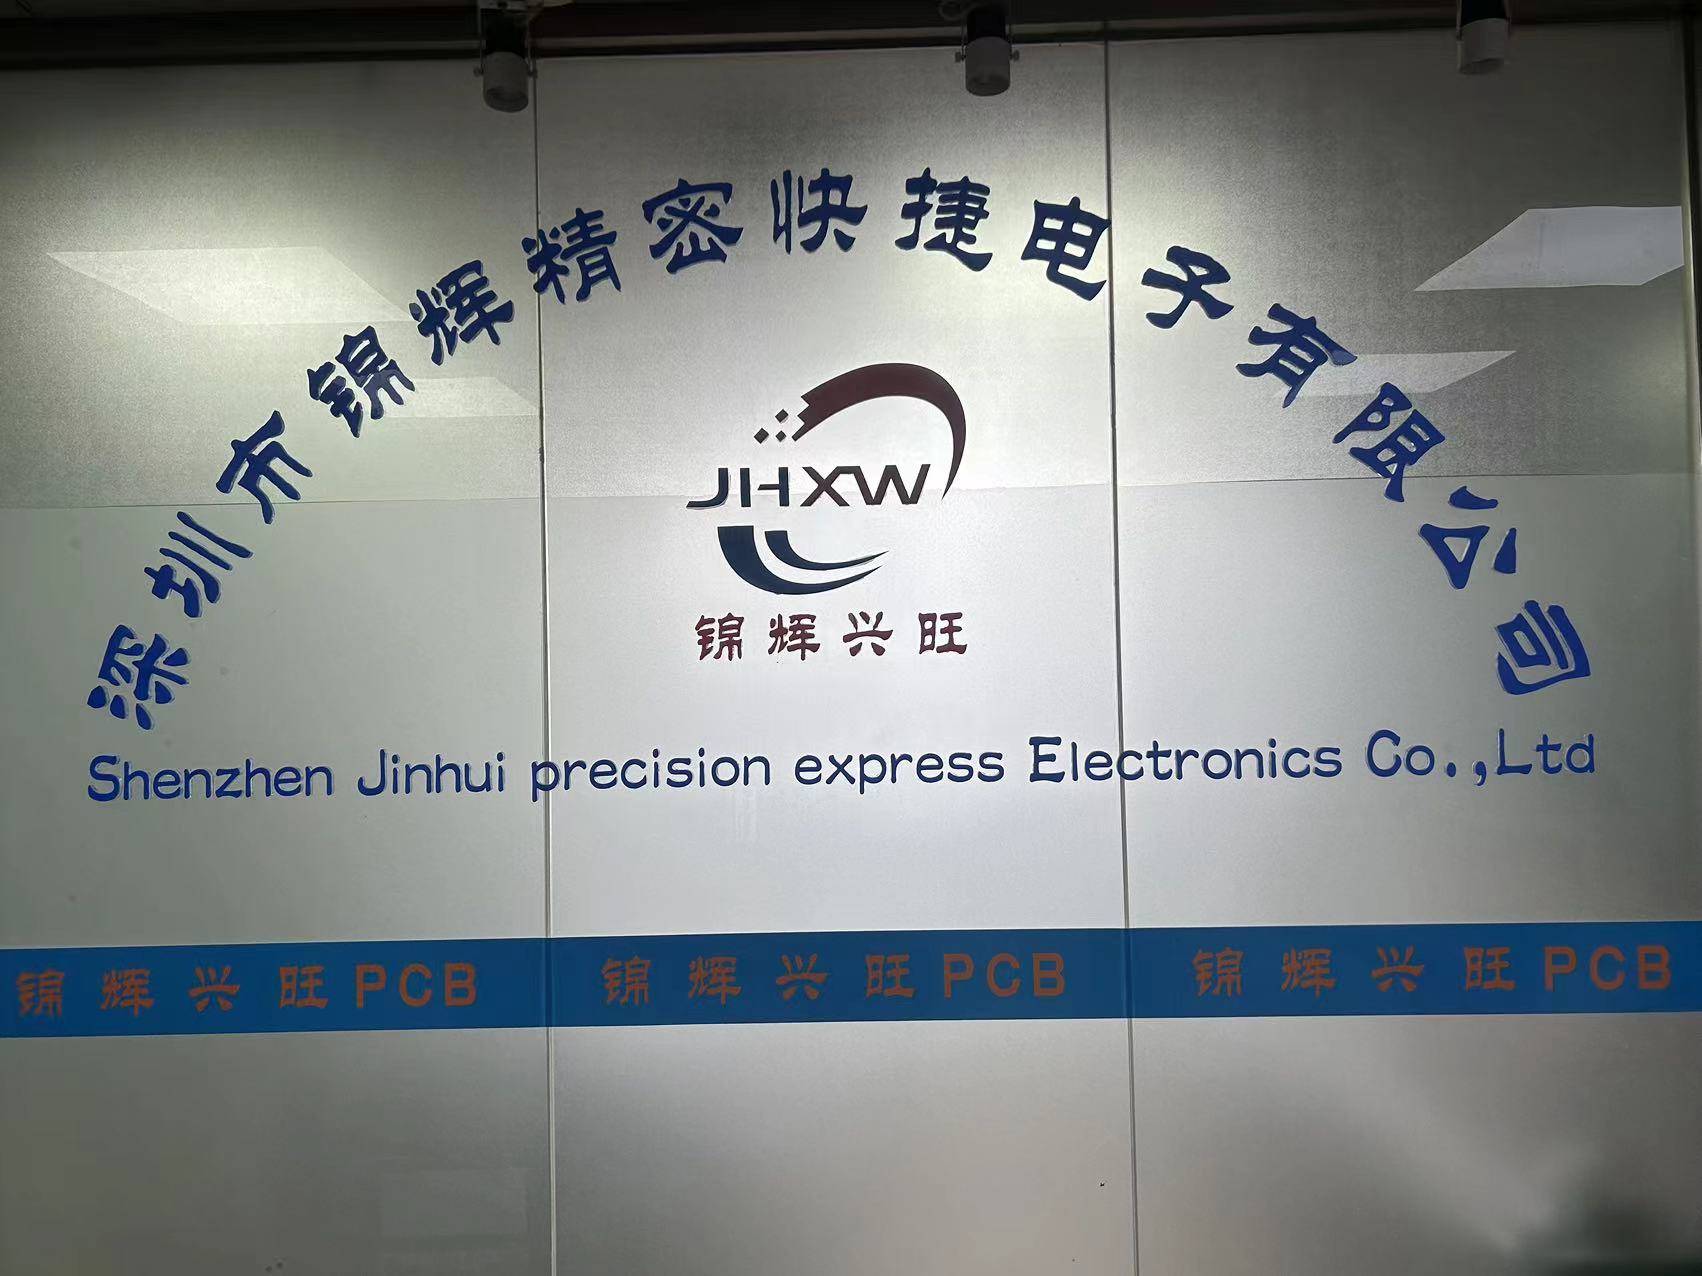 深圳市锦辉精密快捷电子有限公司
JHXW
锦辉兴旺
Shenzhen Jinhui precision express Electronics Co.,Ltd
锦辉兴旺PCB 锦辉兴旺PCB 锦辉兴旺PCB